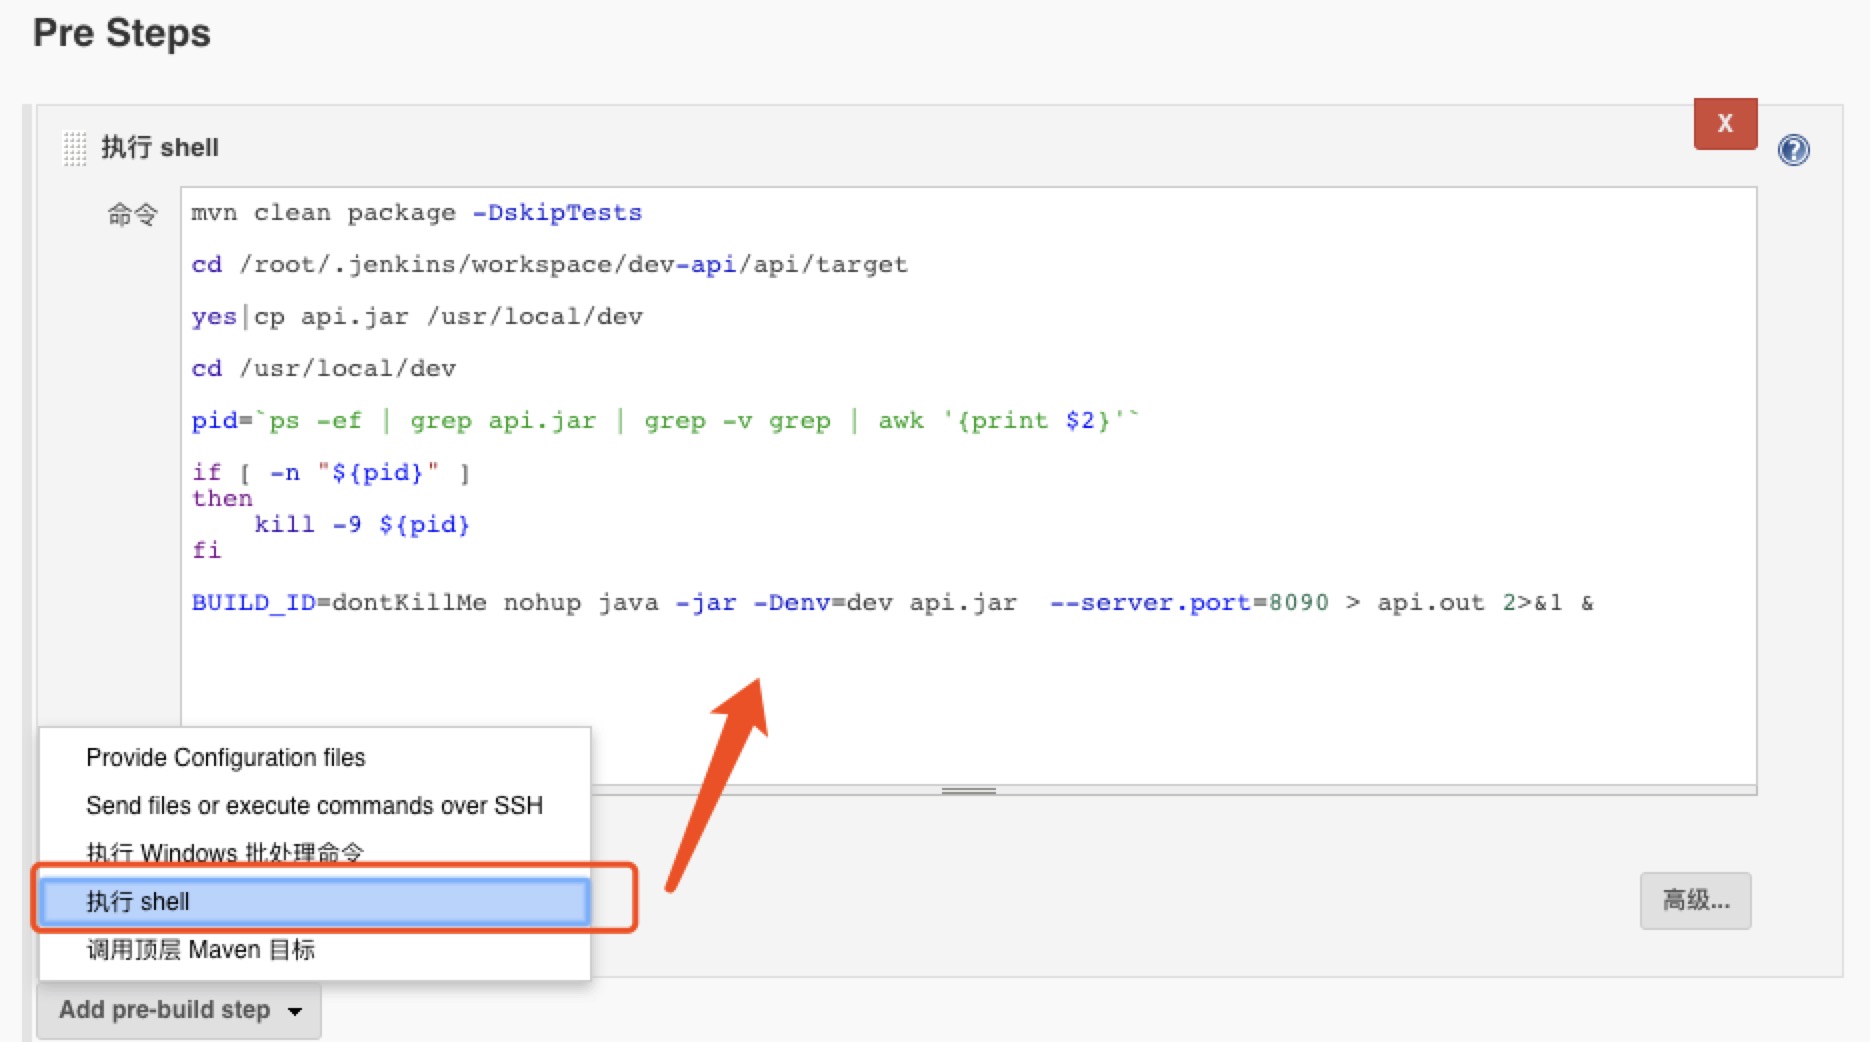 Pre Steps
X
执行 shell
?
命令
mvn clean package -DskipTests
cd /root/.jenkins/workspace/dev-api/api/target
yes|cp api.jar /usr/local/dev
cd /usr/local/dev
pid=`ps -ef | grep api.jar | grep -v grep | awk '{print $2}'`
if [ -n "${pid}" ]
then
    kill -9 ${pid}
fi
BUILD_ID=dontKillMe nohup java -jar -Denv=dev api.jar  --server.port=8090 > api.out 2>&1 &
Provide Configuration files
Send files or execute commands over SSH
执行 Windows 批处理命令
执行 shell
调用顶层 Maven 目标
高级...
Add pre-build step